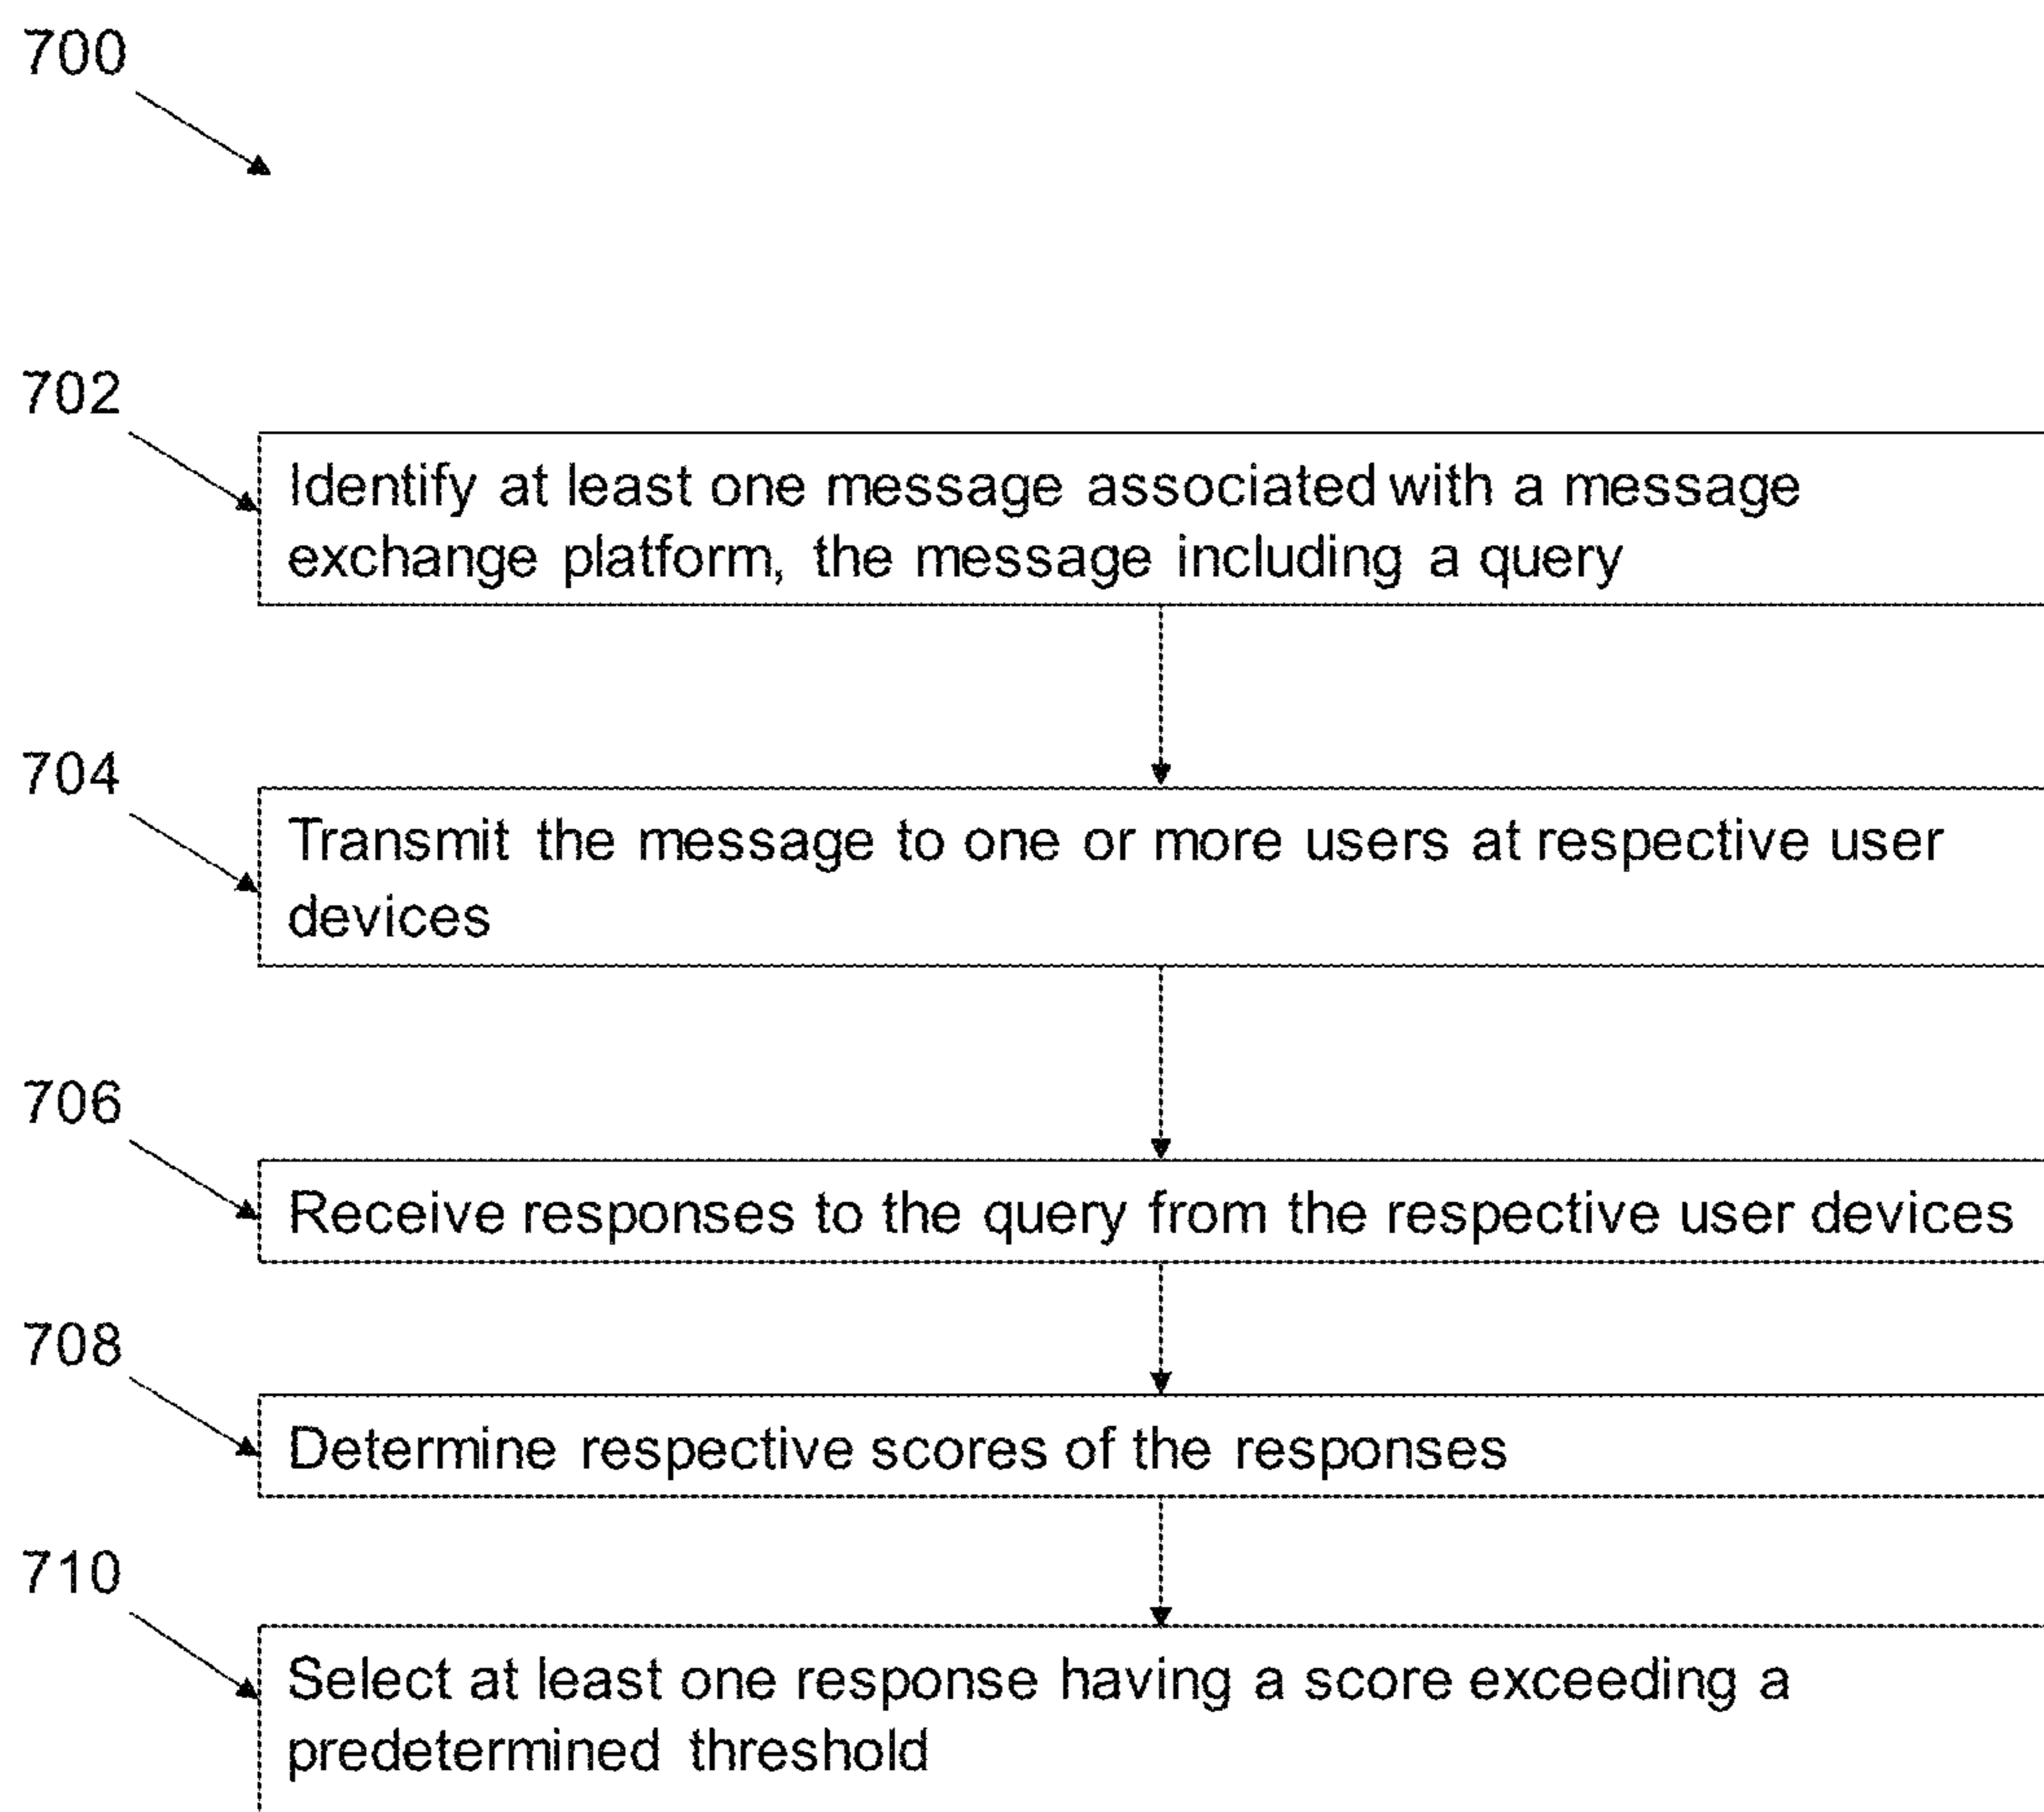 700
702
Identify at least one message associated with a message
exchange platform, the message including a query
704
Transmit the message to one or more users at respective user
devices
706
Receive responses to the query from the respective user devices
708
Determine respective scores of the responses
710
Select at least one response having a score exceeding a
predetermined threshold